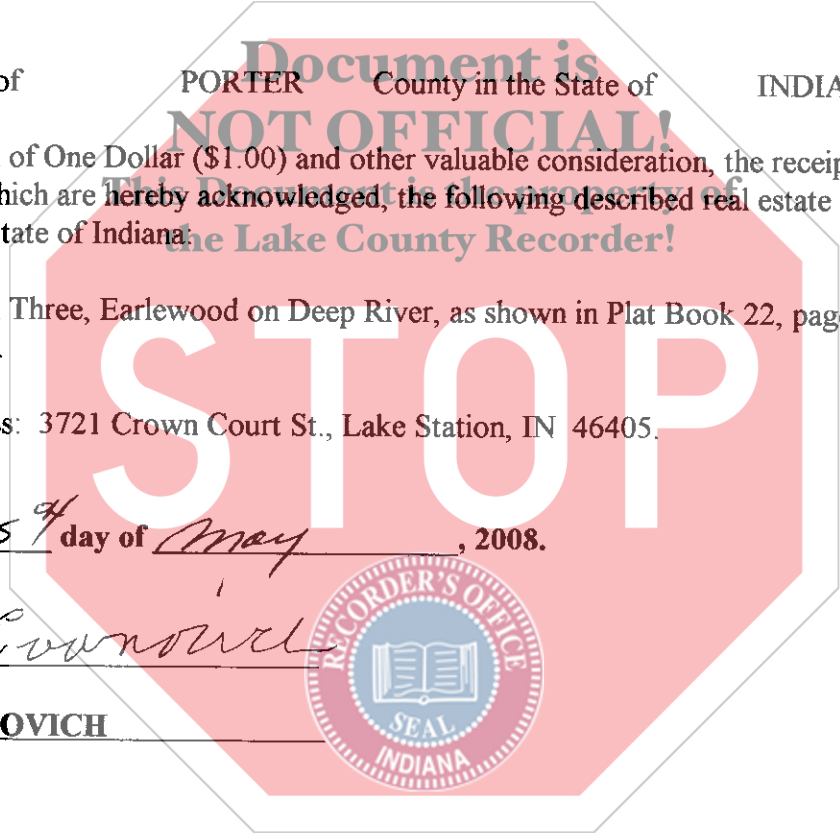 Document is
of PORTER County in the State of INDIA
NOT OFFICIAL!
of One Dollar ($1.00) and other valuable consideration, the receip
This Document is the property of
hich are hereby acknowledged, the following described real estate
tate of Indiana:
the Lake County Recorder!
Three, Earlewood on Deep River, as shown in Plat Book 22, pag
STOP
s: 3721 Crown Court St., Lake Station, IN 46405.
day of May, 2008.
OVICH
RECORDER'S OFFICE
SEAL
INDIANA